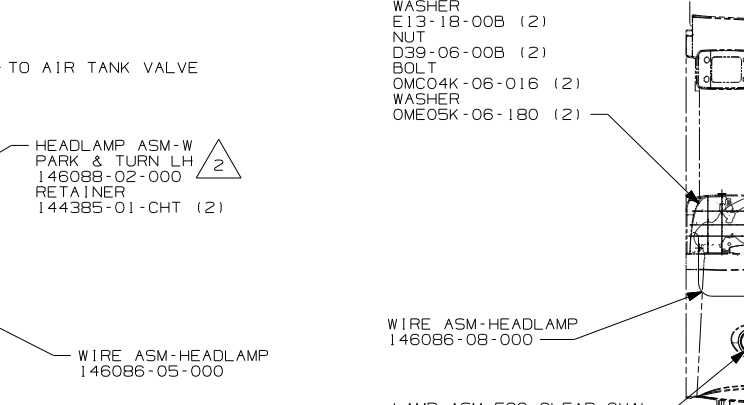 WASHER
E13-18-00B (2)
NUT
D39-06-00B (2)
BOLT
OMC04K-06-016 (2)
WASHER
OME05K-06-180 (2)
TO AIR TANK VALVE
HEADLAMP ASM-W
PARK & TURN LH
146088-02-000
RETAINER
144385-01-CHT (2)
2
WIRE ASM-HEADLAMP
146086-08-000
WIRE ASM-HEADLAMP
146086-05-000